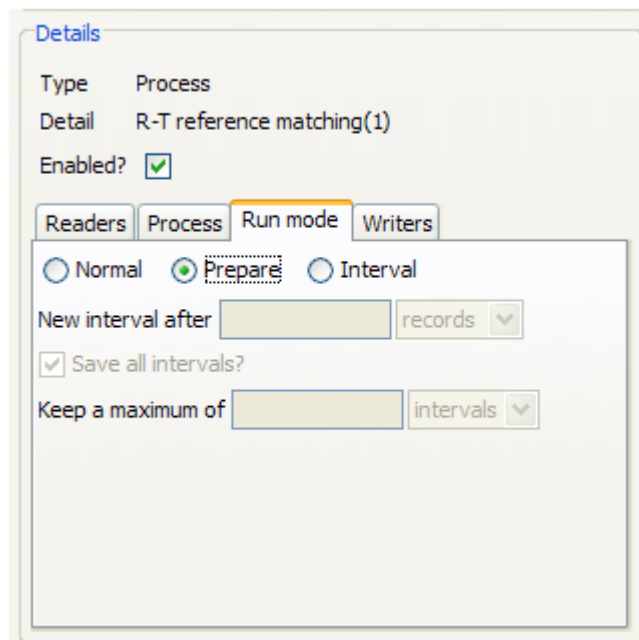 Details
Type Process
Detail R-T reference matching(1)
Enabled?
Readers Process Run mode Writers
Normal Prepare Interval
New interval after records
Save all intervals?
Keep a maximum of intervals